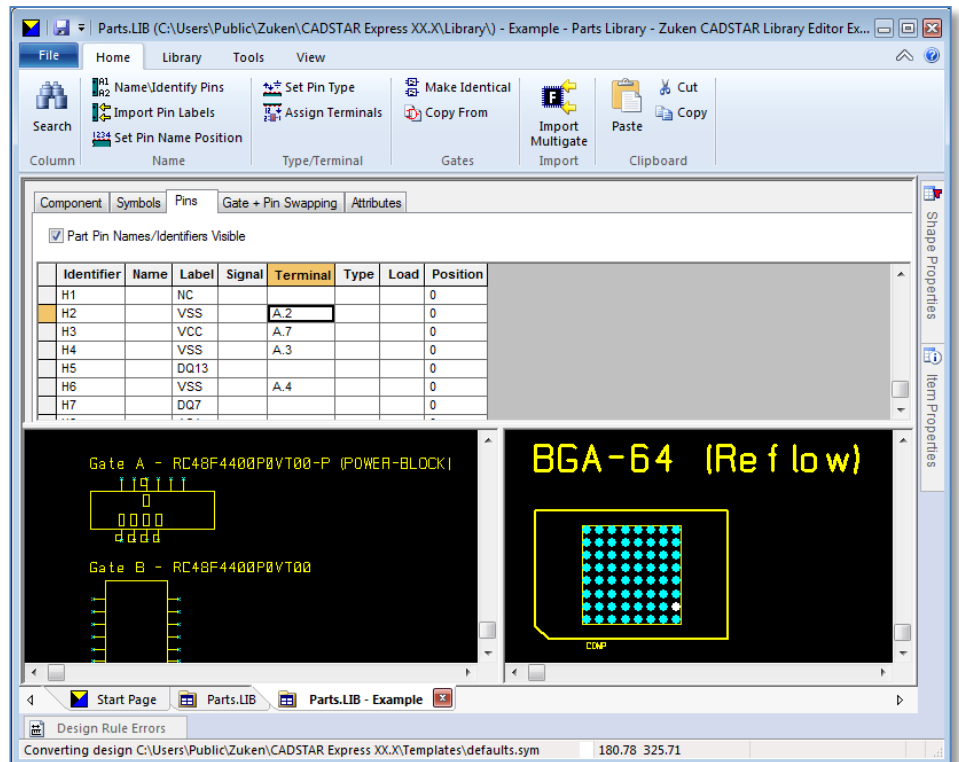 Parts.LIB (C:\Users\Public\Zuken\CADSTAR Express XX.X\Library\) - Example - Parts Library - Zuken CADSTAR Library Editor Ex...
File Home Library Tools View
Search
Column
A1 A2 Name\Identify Pins
Import Pin Labels
1234 Set Pin Name Position
Name
Set Pin Type
Assign Terminals
Type/Terminal
Make Identical
Copy From
Gates
F
Import Multigate
Import
Paste
Cut
Copy
Clipboard
Component Symbols Pins Gate + Pin Swapping Attributes
Part Pin Names/Identifiers Visible
Identifier Name Label Signal Terminal Type Load Position
H1 NC 0
H2 VSS A.2 0
H3 VCC A.7 0
H4 VSS A.3 0
H5 DQ13 0
H6 VSS A.4 0
H7 DQ7 0
Shape Properties
Item Properties
Gate A - RC48F4400P0VT00-P (POWER-BLOCK)
Gate B - RC48F4400P0VT00
BGA-64 (Reflow)
COMP
Start Page Parts.LIB Parts.LIB - Example
Design Rule Errors
Converting design C:\Users\Public\Zuken\CADSTAR Express XX.X\Templates\defaults.sym 180.78 325.71